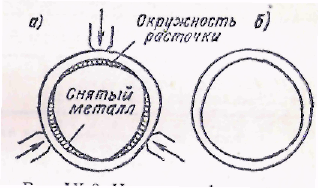 а)
Окружность
расточки
б)
Снятый
металл